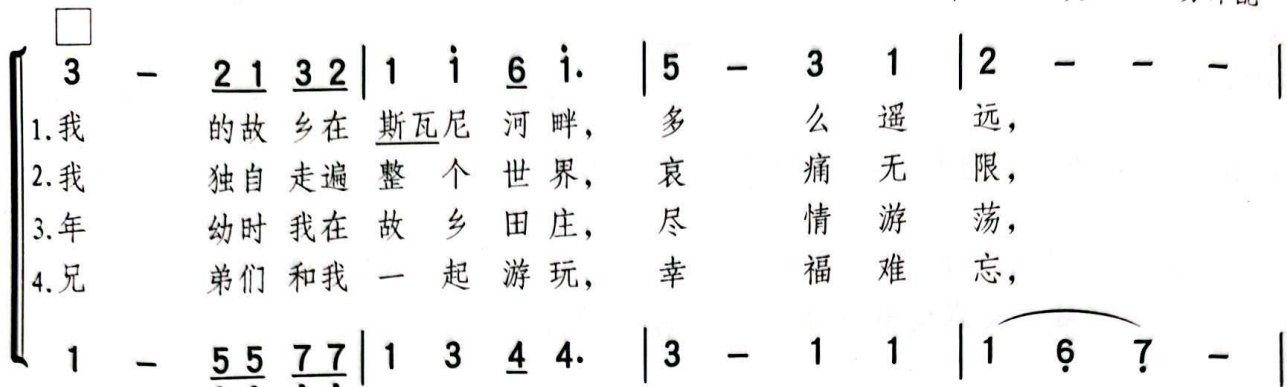 3 – 2 1 3 2 | 1 i̇ 6 i̇. | 5 – 3 1 | 2 – – – |
1.我 的故 乡在 斯瓦尼 河 畔, 多 么 遥 远,
2.我 独自 走遍 整 个 世 界, 哀 痛 无 限,
3.年 幼时 我在 故 乡 田 庄, 尽 情 游 荡,
4.兄 弟们 和我 一 起 游 玩, 幸 福 难 忘,
1 – 5 5 7 7 | 1 3 4 4. | 3 – 1 1 | 1 6̣ 7̣ – |